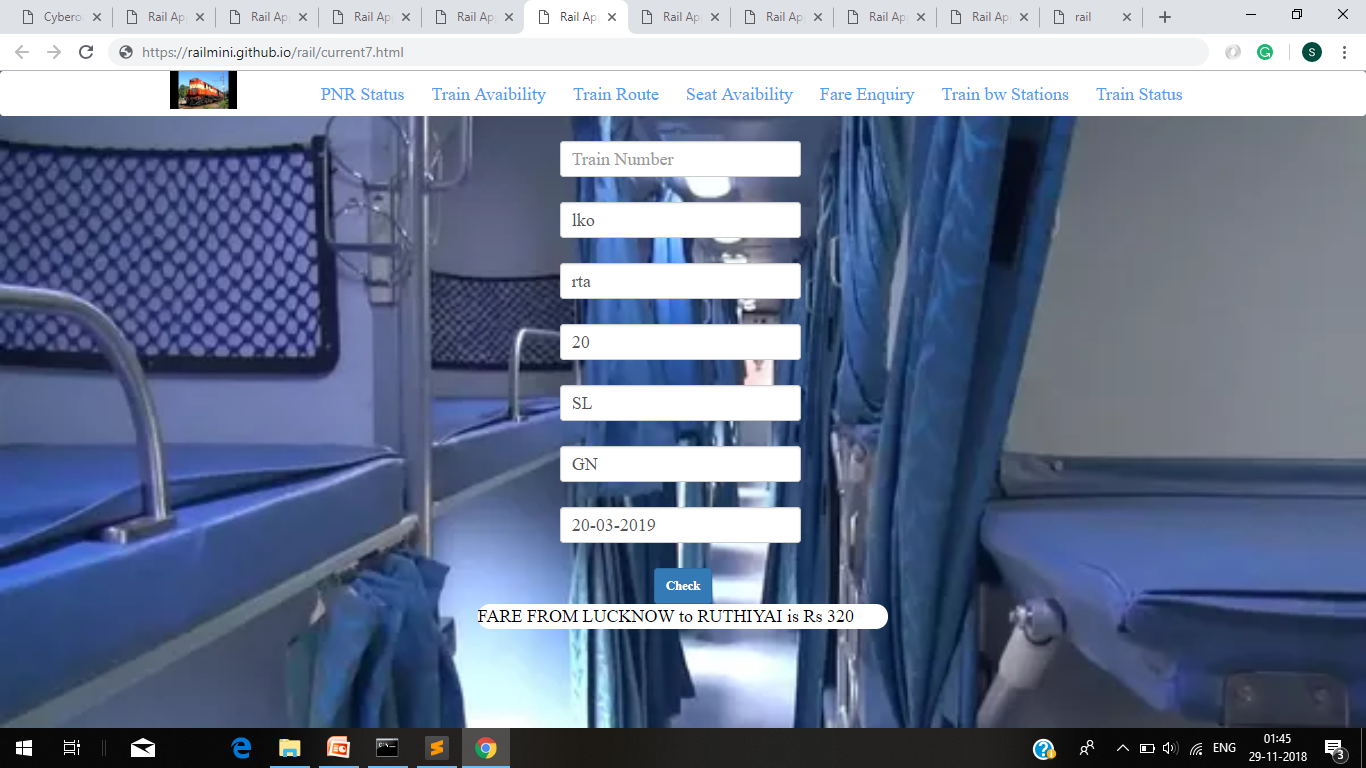 Cybero
Rail Ap
Rail Ap
Rail Ap
Rail Ap
Rail Ap
Rail Ap
Rail Ap
Rail Ap
Rail Ap
rail
https://railmini.github.io/rail/current7.html
S
PNR Status Train Avaibility Train Route Seat Avaibility Fare Enquiry Train bw Stations Train Status
Train Number
lko
rta
20
SL
GN
20-03-2019
Check
FARE FROM LUCKNOW to RUTHIYAI is Rs 320
ENG
01:45
29-11-2018
3